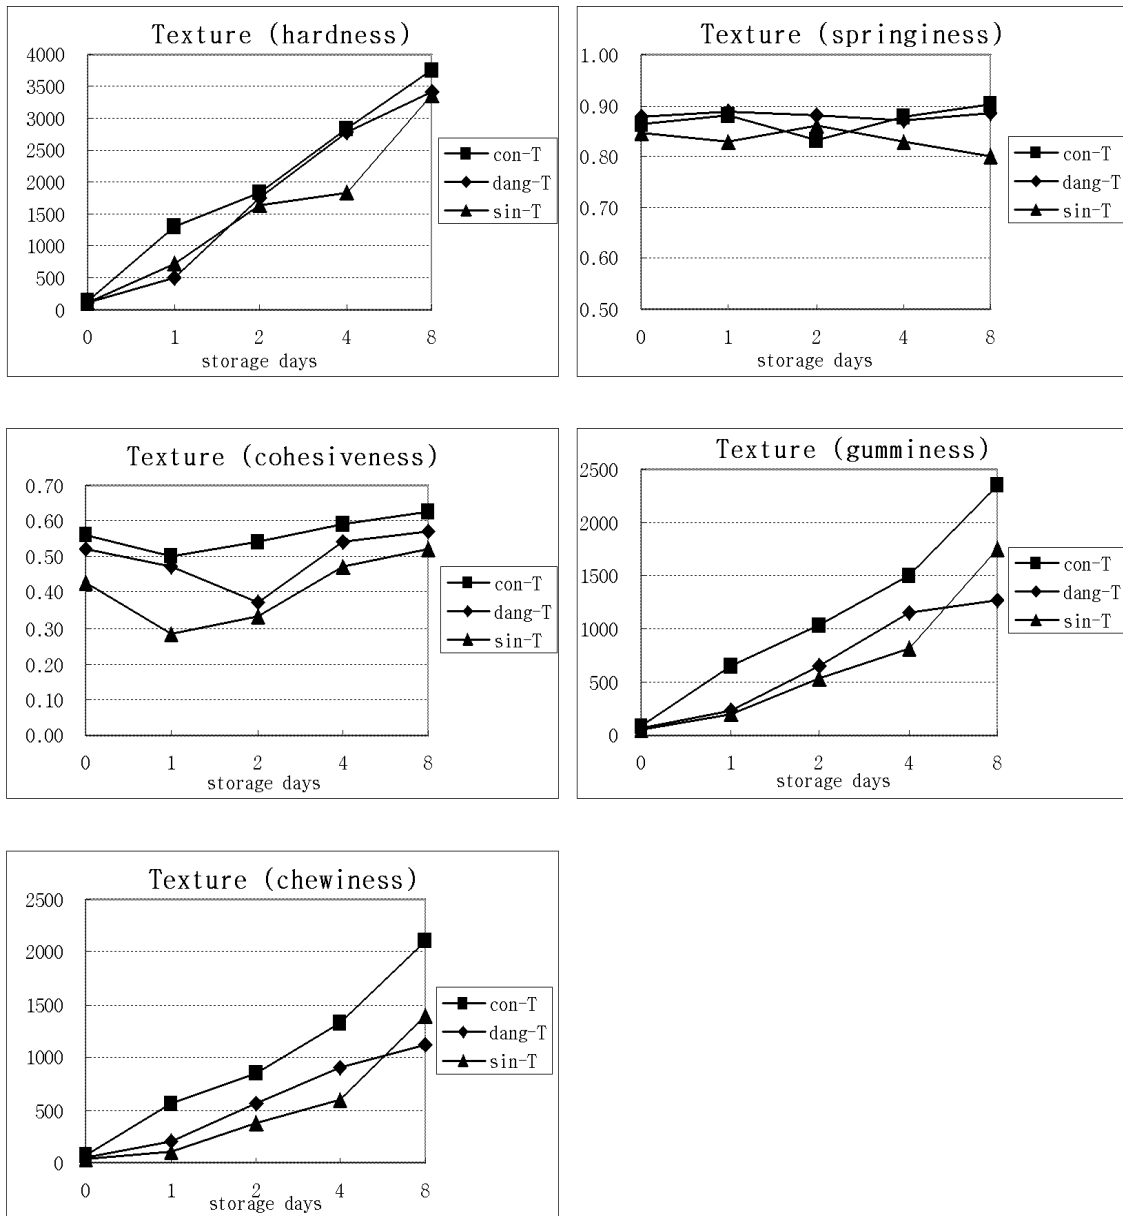 Texture (hardness)
4000
3500
3000
2500
2000
1500
1000
500
0
0 1 2 4 8
storage days
con-T
dang-T
sin-T
Texture (springiness)
1.00
0.90
0.80
0.70
0.60
0.50
0 1 2 4 8
storage days
con-T
dang-T
sin-T
Texture (cohesiveness)
0.70
0.60
0.50
0.40
0.30
0.20
0.10
0.00
0 1 2 4 8
storage days
con-T
dang-T
sin-T
Texture (gumminess)
2500
2000
1500
1000
500
0
0 1 2 4 8
storage days
con-T
dang-T
sin-T
Texture (chewiness)
2500
2000
1500
1000
500
0
0 1 2 4 8
storage days
con-T
dang-T
sin-T